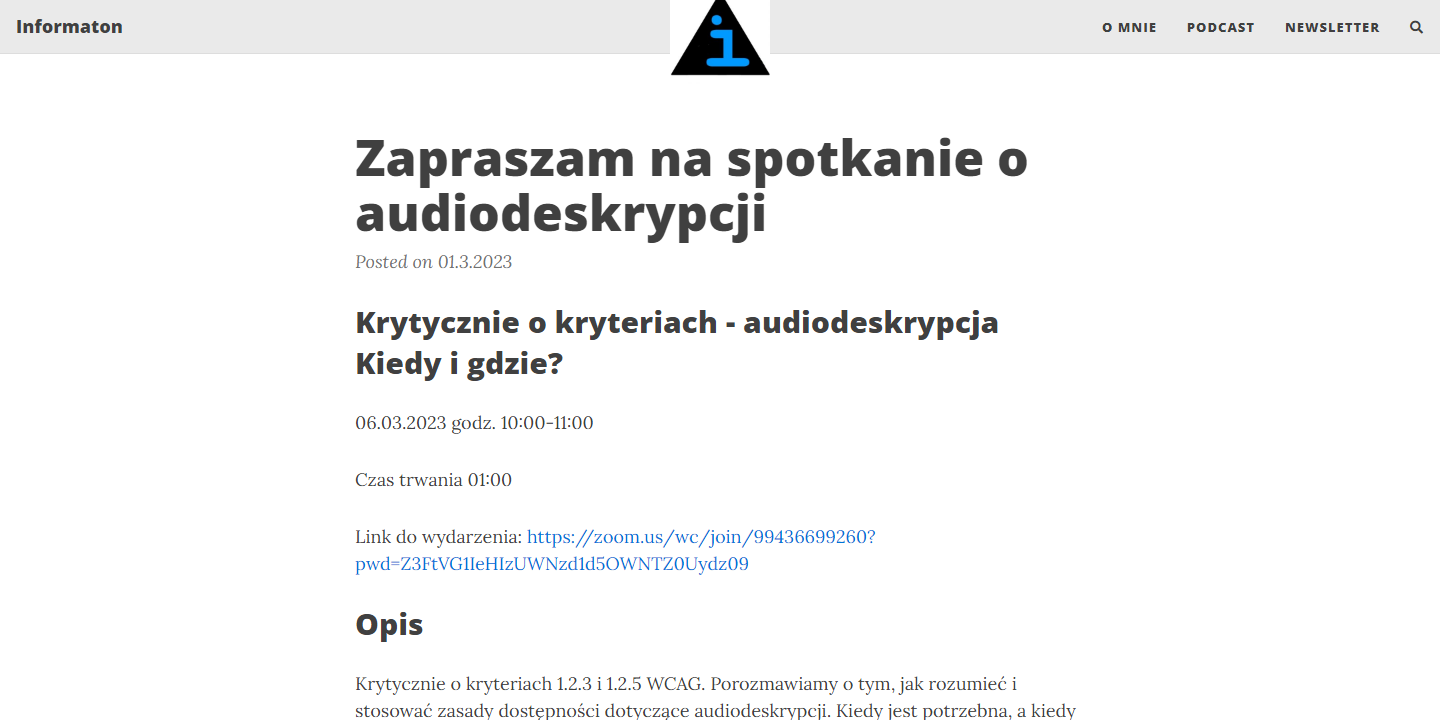 Informaton
i
O MNIE
PODCAST
NEWSLETTER
Zapraszam na spotkanie o
audiodeskrypcji
Posted on 01.3.2023
Krytycznie o kryteriach - audiodeskrypcja
Kiedy i gdzie?
06.03.2023 godz. 10:00-11:00
Czas trwania 01:00
Link do wydarzenia: https://zoom.us/wc/join/99436699260?
pwd=Z3FtVG1IeHIzUWNzd1d5OWNTZ0Uydz09
Opis
Krytycznie o kryteriach 1.2.3 i 1.2.5 WCAG. Porozmawiamy o tym, jak rozumieć i
stosować zasady dostępności dotyczące audiodeskrypcji. Kiedy jest potrzebna, a kiedy